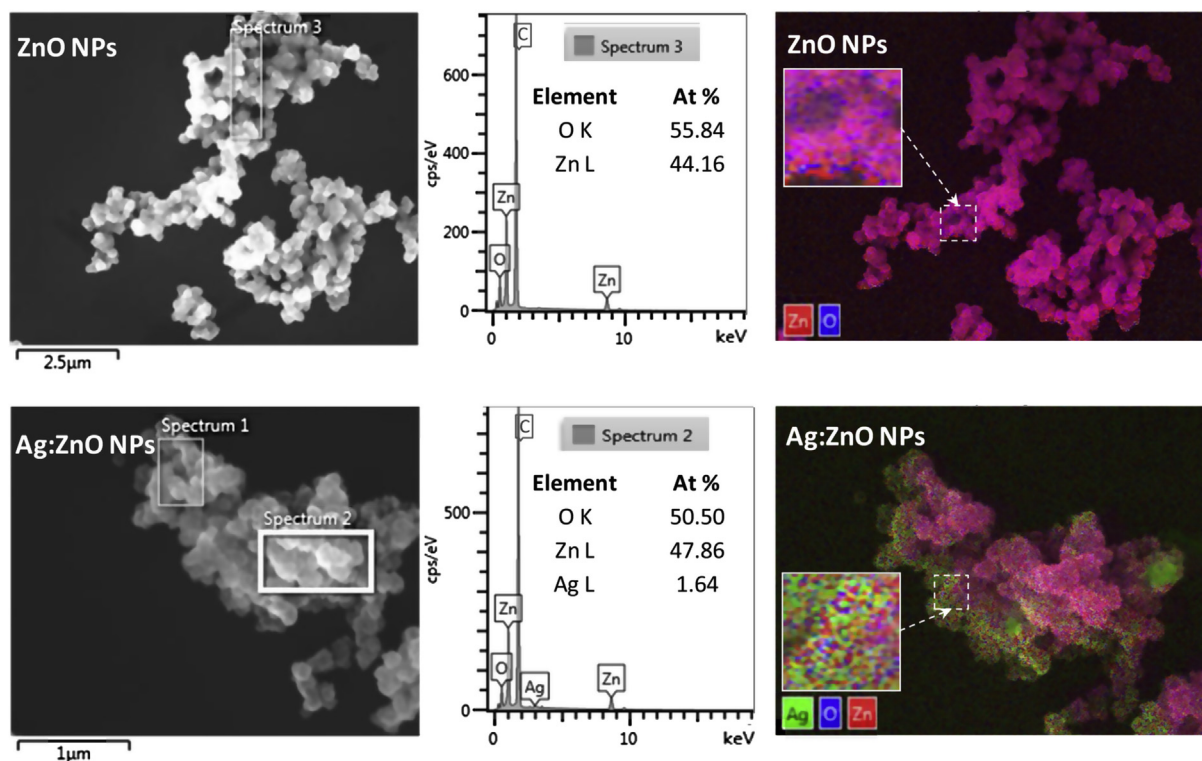 ZnO NPs
Spectrum 3
2.5μm
cps/eV
600
400
200
0
C
Zn
O
Zn
Spectrum 3
Element At %
O K 55.84
Zn L 44.16
0 10 keV
ZnO NPs
Zn O
Ag:ZnO NPs
Spectrum 1
Spectrum 2
1μm
cps/eV
500
0
C
Zn
O
Ag
Zn
Spectrum 2
Element At %
O K 50.50
Zn L 47.86
Ag L 1.64
0 10 keV
Ag:ZnO NPs
Ag O Zn